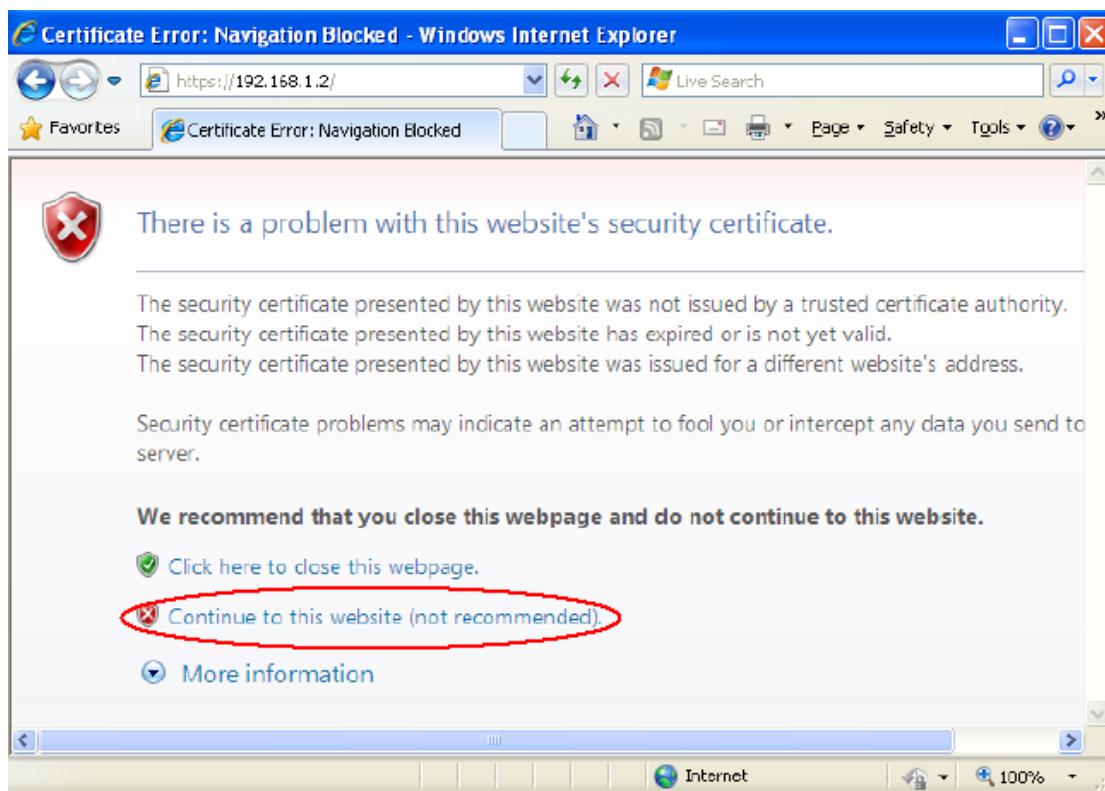 Certificate Error: Navigation Blocked - Windows Internet Explorer
https://192.168.1.2/
Live Search
Favorites
Certificate Error: Navigation Blocked
Page
Safety
Tools
There is a problem with this website's security certificate.
The security certificate presented by this website was not issued by a trusted certificate authority.
The security certificate presented by this website has expired or is not yet valid.
The security certificate presented by this website was issued for a different website's address.
Security certificate problems may indicate an attempt to fool you or intercept any data you send to
server.
We recommend that you close this webpage and do not continue to this website.
Click here to close this webpage.
Continue to this website (not recommended).
More information
Internet
100%